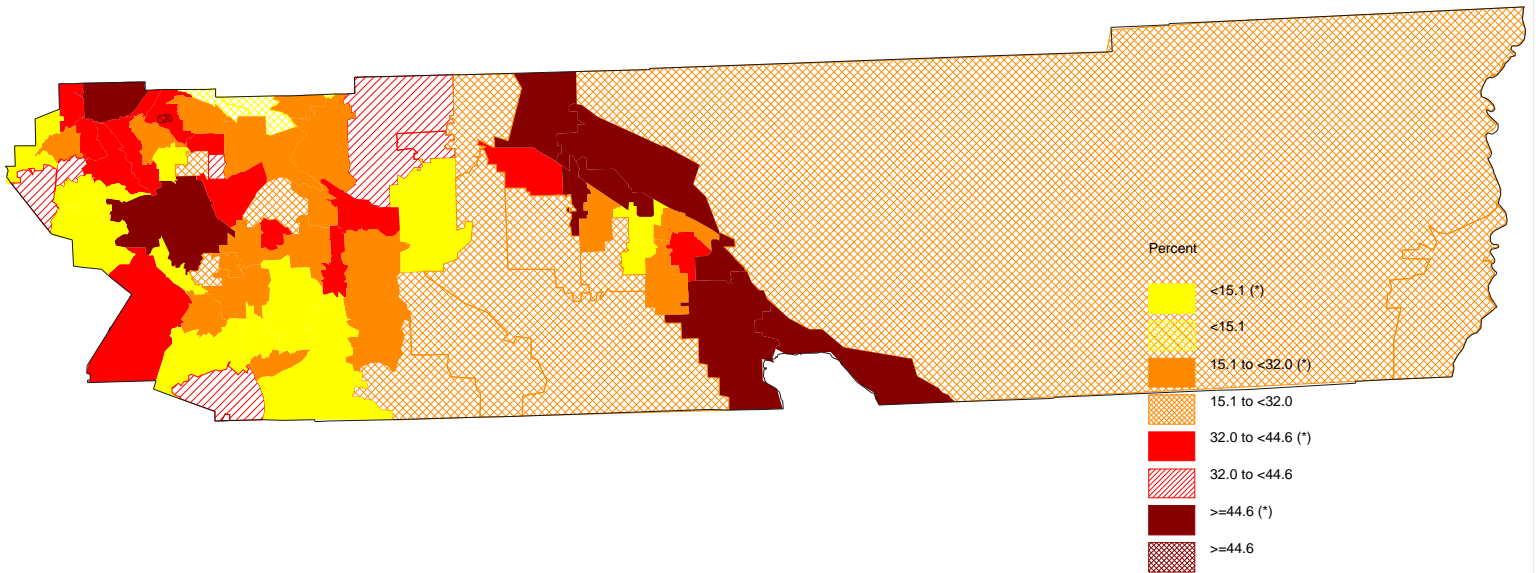 Percent
<15.1 (*)
<15.1
15.1 to <32.0 (*)
15.1 to <32.0
32.0 to <44.6 (*)
32.0 to <44.6
>=44.6 (*)
>=44.6